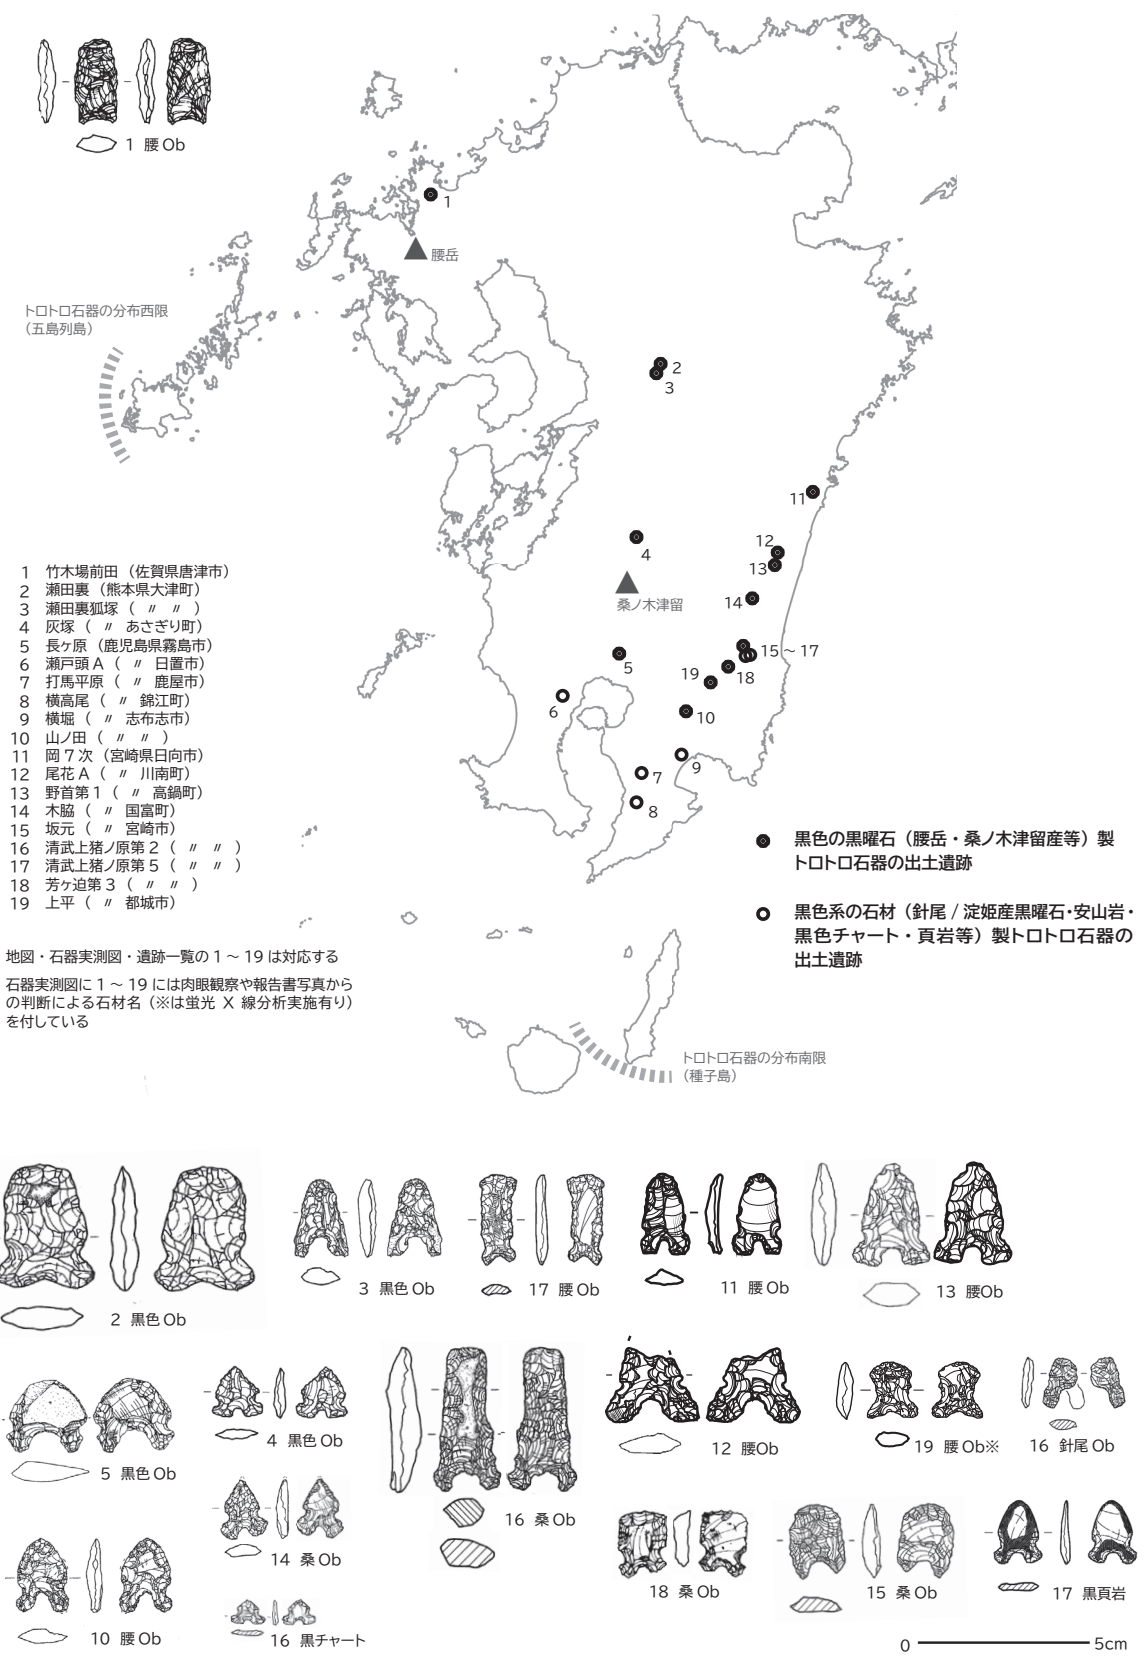 1 腰 Ob
1
腰岳
トロトロ石器の分布西限
（五島列島）
2
3
11
12
4
13
桑ノ木津留
14
15 ～ 17
5
19
18
6
10
9
7
8
1 竹木場前田（佐賀県唐津市）
2 瀬田裏（熊本県大津町）
3 瀬田裏狐塚（ 〃 〃 ）
4 灰塚（ 〃 あさぎり町）
5 長ヶ原（鹿児島県霧島市）
6 瀬戸頭 A（ 〃 日置市）
7 打馬平原（ 〃 鹿屋市）
8 横高尾（ 〃 錦江町）
9 横堀（ 〃 志布志市）
10 山ノ田（ 〃 〃 ）
11 岡 7 次（宮崎県日向市）
12 尾花 A（ 〃 川南町）
13 野首第 1（ 〃 高鍋町）
14 木脇（ 〃 国富町）
15 坂元（ 〃 宮崎市）
16 清武上猪ノ原第 2（ 〃 〃 ）
17 清武上猪ノ原第 5（ 〃 〃 ）
18 芳ヶ迫第 3（ 〃 〃 ）
19 上平（ 〃 都城市）
黒色の黒曜石（腰岳・桑ノ木津留産等）製
トロトロ石器の出土遺跡
黒色系の石材（針尾 / 淀姫産黒曜石・安山岩・
黒色チャート・頁岩等）製トロトロ石器の
出土遺跡
地図・石器実測図・遺跡一覧の 1 ～ 19 は対応する
石器実測図に 1 ～ 19 には肉眼観察や報告書写真から
の判断による石材名（※は蛍光 X 線分析実施有り）
を付している
トロトロ石器の分布南限
（種子島）
2 黒色 Ob
3 黒色 Ob
17 腰 Ob
11 腰 Ob
13 腰Ob
5 黒色 Ob
4 黒色 Ob
16 桑 Ob
12 腰Ob
19 腰 Ob※
16 針尾 Ob
14 桑 Ob
18 桑 Ob
15 桑 Ob
17 黒頁岩
10 腰 Ob
16 黒チャート
0 5cm